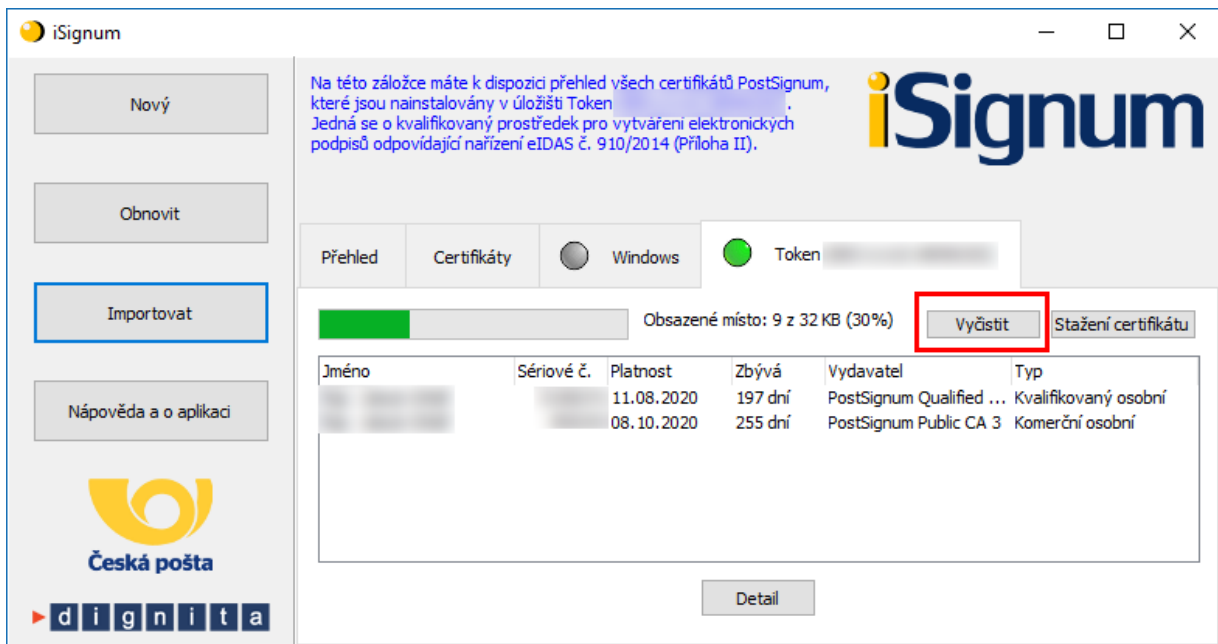 iSignum
Nový
Obnovit
Importovat
Nápověda a o aplikaci
Česká pošta
dignita
Na této záložce máte k dispozici přehled všech certifikátů PostSignum,
které jsou nainstalovány v úložišti Token .
Jedná se o kvalifikovaný prostředek pro vytváření elektronických
podpisů odpovídající nařízení eIDAS č. 910/2014 (Příloha II).
iSignum
Přehled Certifikáty Windows Token
Obsazené místo: 9 z 32 KB (30%) Vyčistit Stažení certifikátu
Jméno Sériové č. Platnost Zbývá Vydavatel Typ
11.08.2020 197 dní PostSignum Qualified ... Kvalifikovaný osobní
08.10.2020 255 dní PostSignum Public CA 3 Komerční osobní
Detail